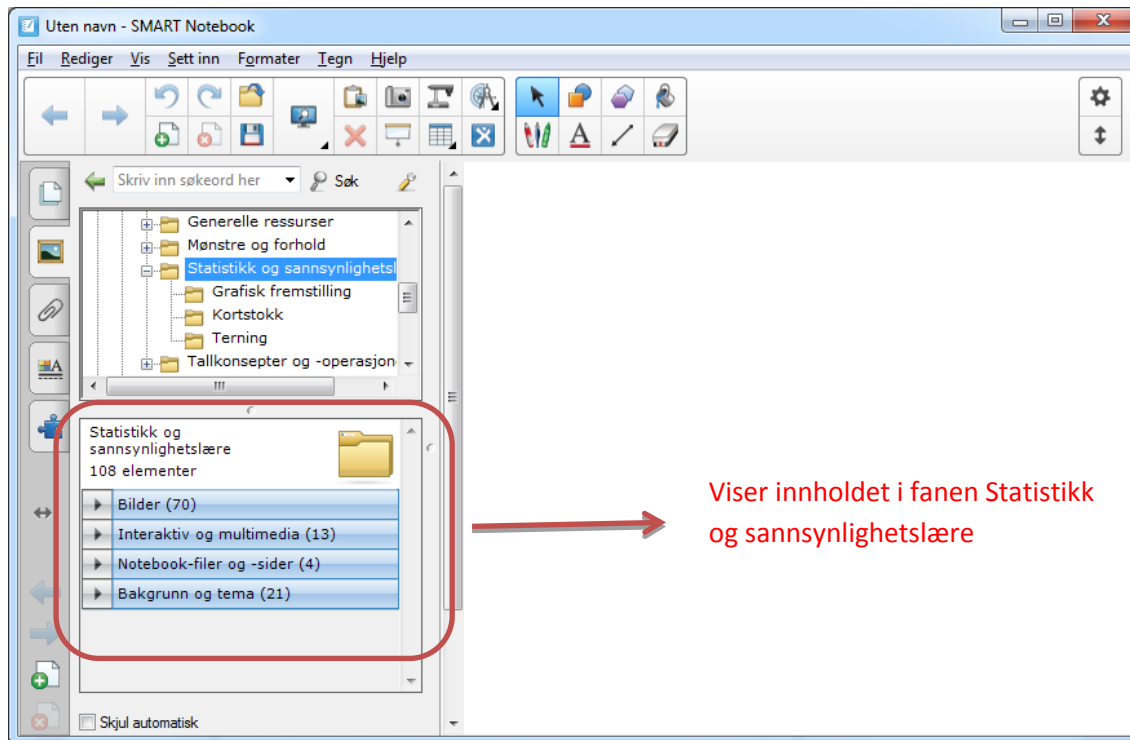 Uten navn - SMART Notebook
Fil Rediger Vis Sett inn Formater Tegn Hjelp
Skriv inn søkeord her Søk
Generelle ressurser
Mønstre og forhold
Statistikk og sannsynlighetsl
Grafisk fremstilling
Kortstokk
Terning
Tallkonsepter og -operasjon
Statistikk og
sannsynlighetslære
108 elementer
Bilder (70)
Interaktiv og multimedia (13)
Notebook-filer og -sider (4)
Bakgrunn og tema (21)
Skjul automatisk
Viser innholdet i fanen Statistikk
og sannsynlighetslære